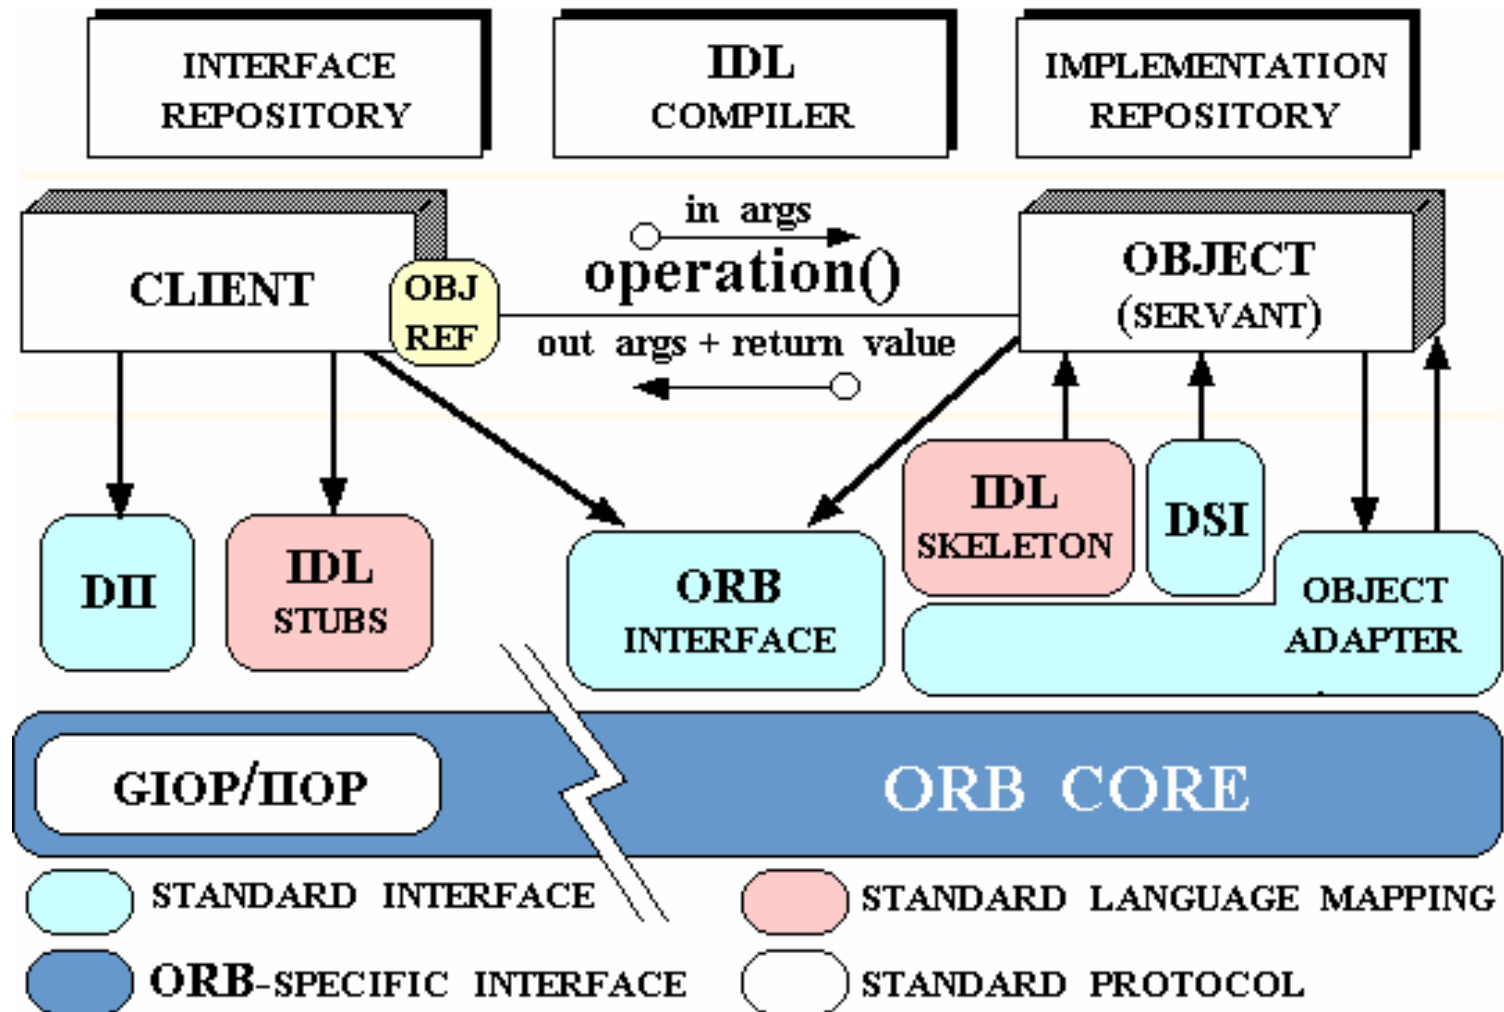 INTERFACE
REPOSITORY
IDL
COMPILER
IMPLEMENTATION
REPOSITORY
CLIENT
OBJ
REF
in args
operation()
out args + return value
OBJECT
(SERVANT)
DII
IDL
STUBS
ORB
INTERFACE
IDL
SKELETON
DSI
OBJECT
ADAPTER
GIOP/IIOP
ORB CORE
STANDARD INTERFACE
STANDARD LANGUAGE MAPPING
ORB-SPECIFIC INTERFACE
STANDARD PROTOCOL